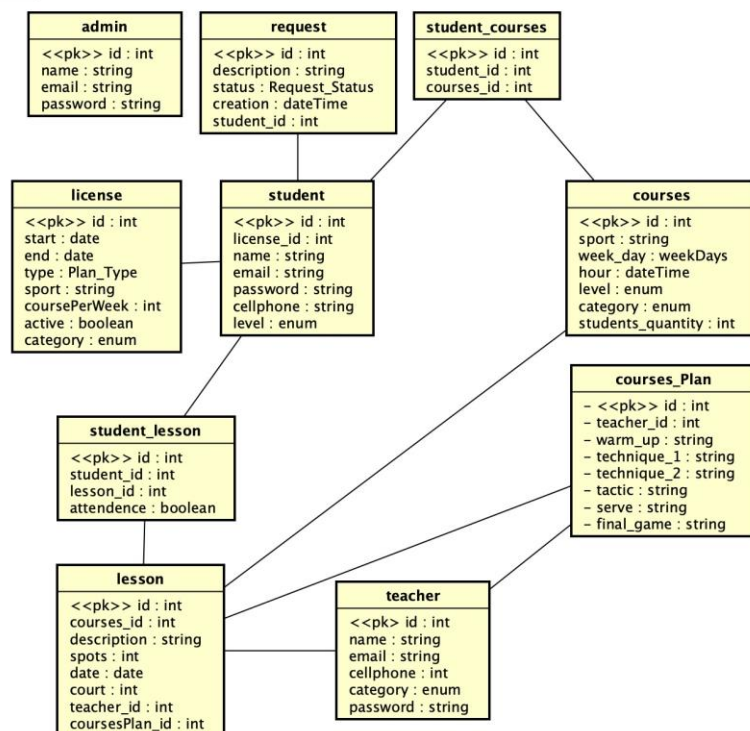 admin
<<pk>> id : int
name : string
email : string
password : string
request
<<pk>> id : int
description : string
status : Request_Status
creation : dateTime
student_id : int
student_courses
<<pk>> id : int
student_id : int
courses_id : int
license
<<pk>> id : int
start : date
end : date
type : Plan_Type
sport : string
coursePerWeek : int
active : boolean
category : enum
student
<<pk>> id : int
license_id : int
name : string
email : string
password : string
cellphone : string
level : enum
courses
<<pk>> id : int
sport : string
week_day : weekDays
hour : dateTime
level : enum
category : enum
students_quantity : int
courses_Plan
- <<pk>> id : int
- teacher_id : int
- warm_up : string
- technique_1 : string
- technique_2 : string
- tactic : string
- serve : string
- final_game : string
student_lesson
<<pk>> id : int
student_id : int
lesson_id : int
attendence : boolean
lesson
<<pk>> id : int
courses_id : int
description : string
spots : int
date : date
court : int
teacher_id : int
coursesPlan_id : int
teacher
<<pk> id : int
name : string
email : string
cellphone : int
category : enum
password : string